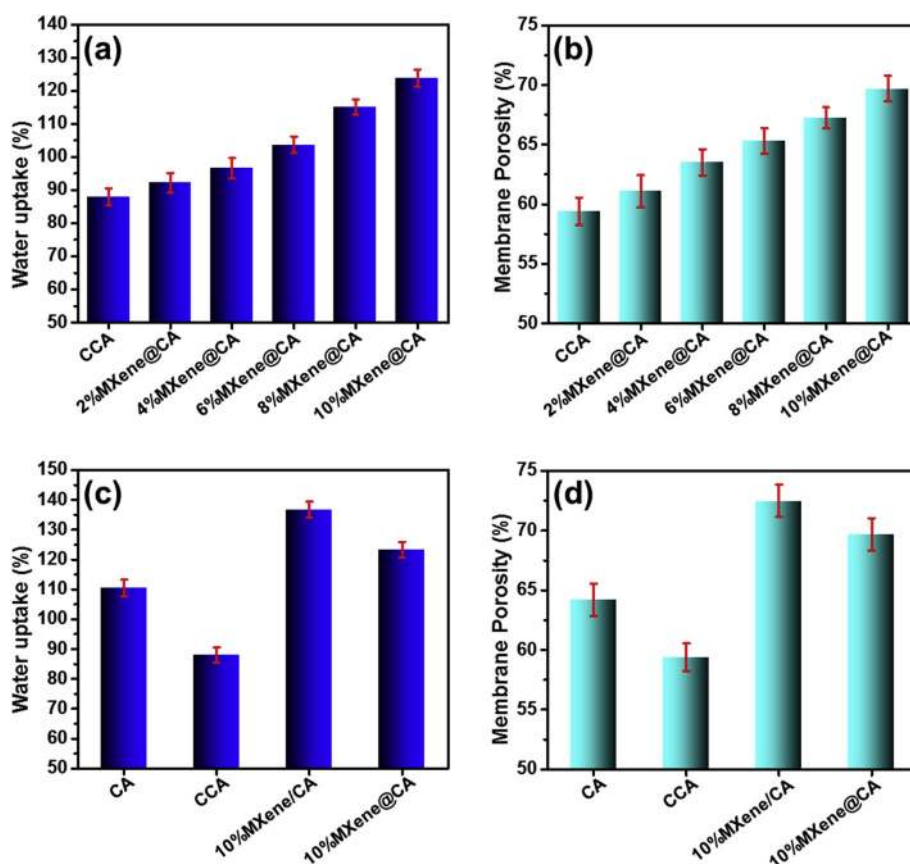 (a)
Water uptake (%)
140
130
120
110
100
90
80
70
60
50
CCA
2%MXene@CA
4%MXene@CA
6%MXene@CA
8%MXene@CA
10%MXene@CA
(b)
Membrane Porosity (%)
75
70
65
60
55
50
CCA
2%MXene@CA
4%MXene@CA
6%MXene@CA
8%MXene@CA
10%MXene@CA
(c)
Water uptake (%)
150
140
130
120
110
100
90
80
70
60
50
CA
CCA
10%MXene/CA
10%MXene@CA
(d)
Membrane Porosity (%)
75
70
65
60
55
50
CA
CCA
10%MXene/CA
10%MXene@CA